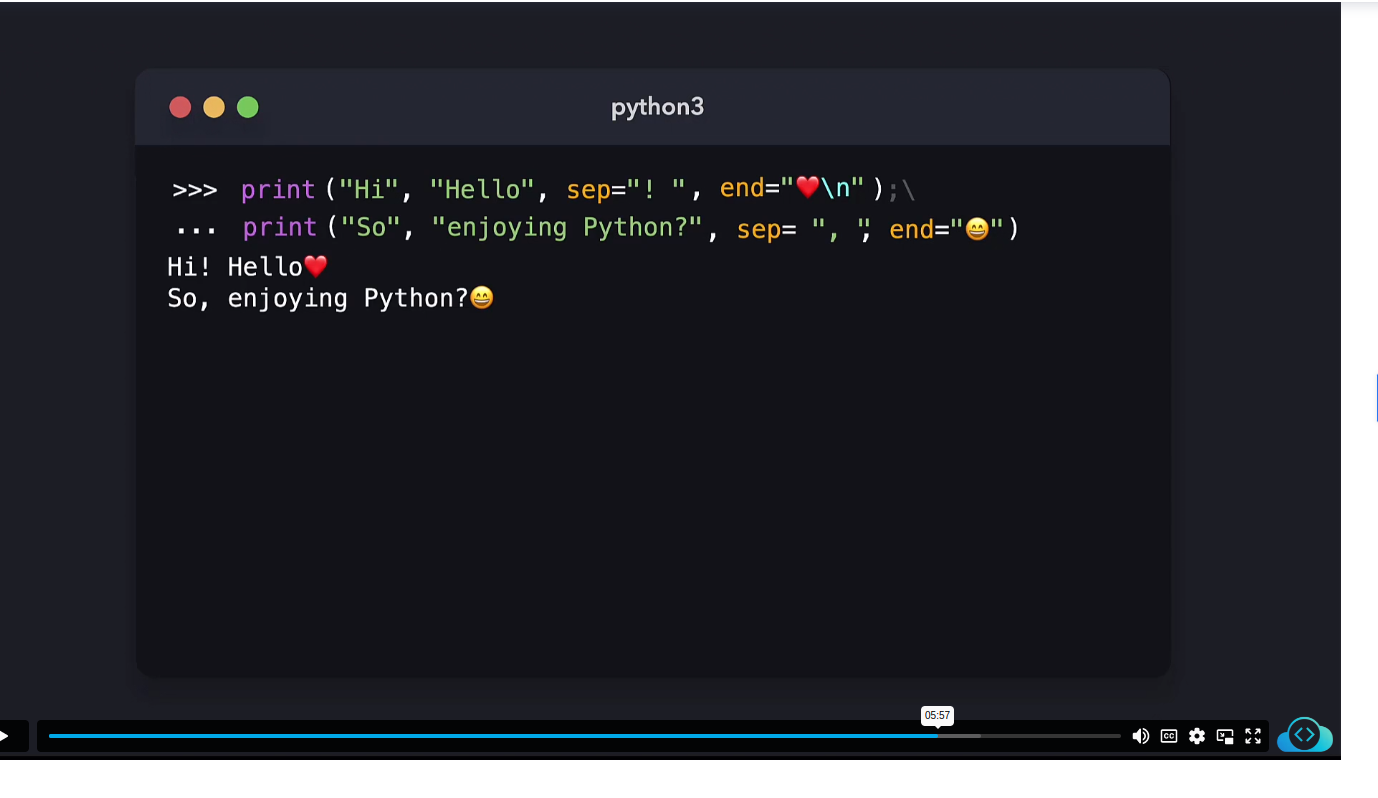 python3
>>> print("Hi", "Hello", sep="! ", end="❤️\n");\
... print("So", "enjoying Python?", sep= ", ", end="😄")
Hi! Hello❤️
So, enjoying Python?😄
05:57
CC